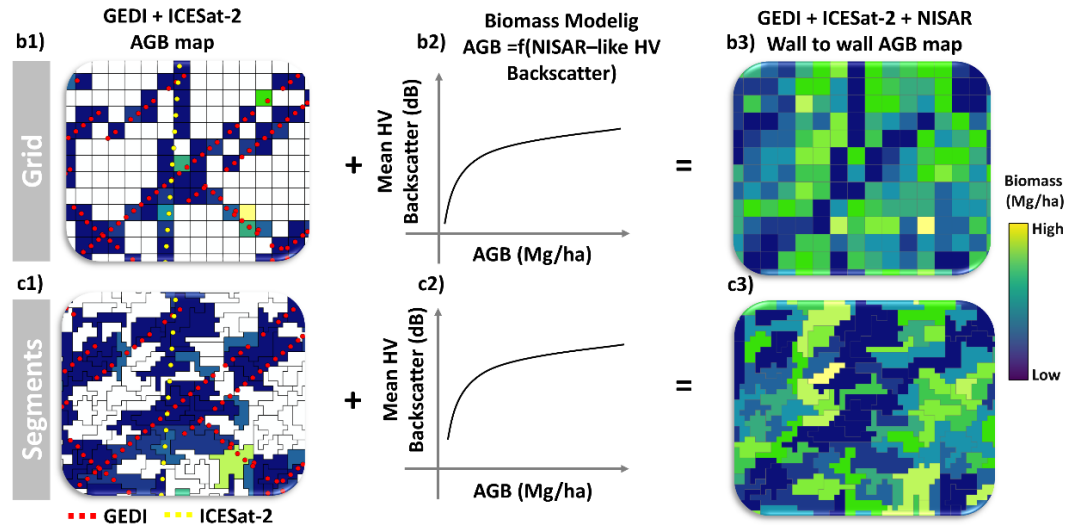 GEDI + ICESat-2
AGB map
b1)
Grid
+
b2)
Biomass Modelig
AGB =f(NISAR–like HV
Backscatter)
Mean HV
Backscatter (dB)
AGB (Mg/ha)
=
GEDI + ICESat-2 + NISAR
Wall to wall AGB map
b3)
Biomass
(Mg/ha)
High
Low
c1)
Segments
+
c2)
Mean HV
Backscatter (dB)
AGB (Mg/ha)
=
c3)
GEDI
ICESat-2